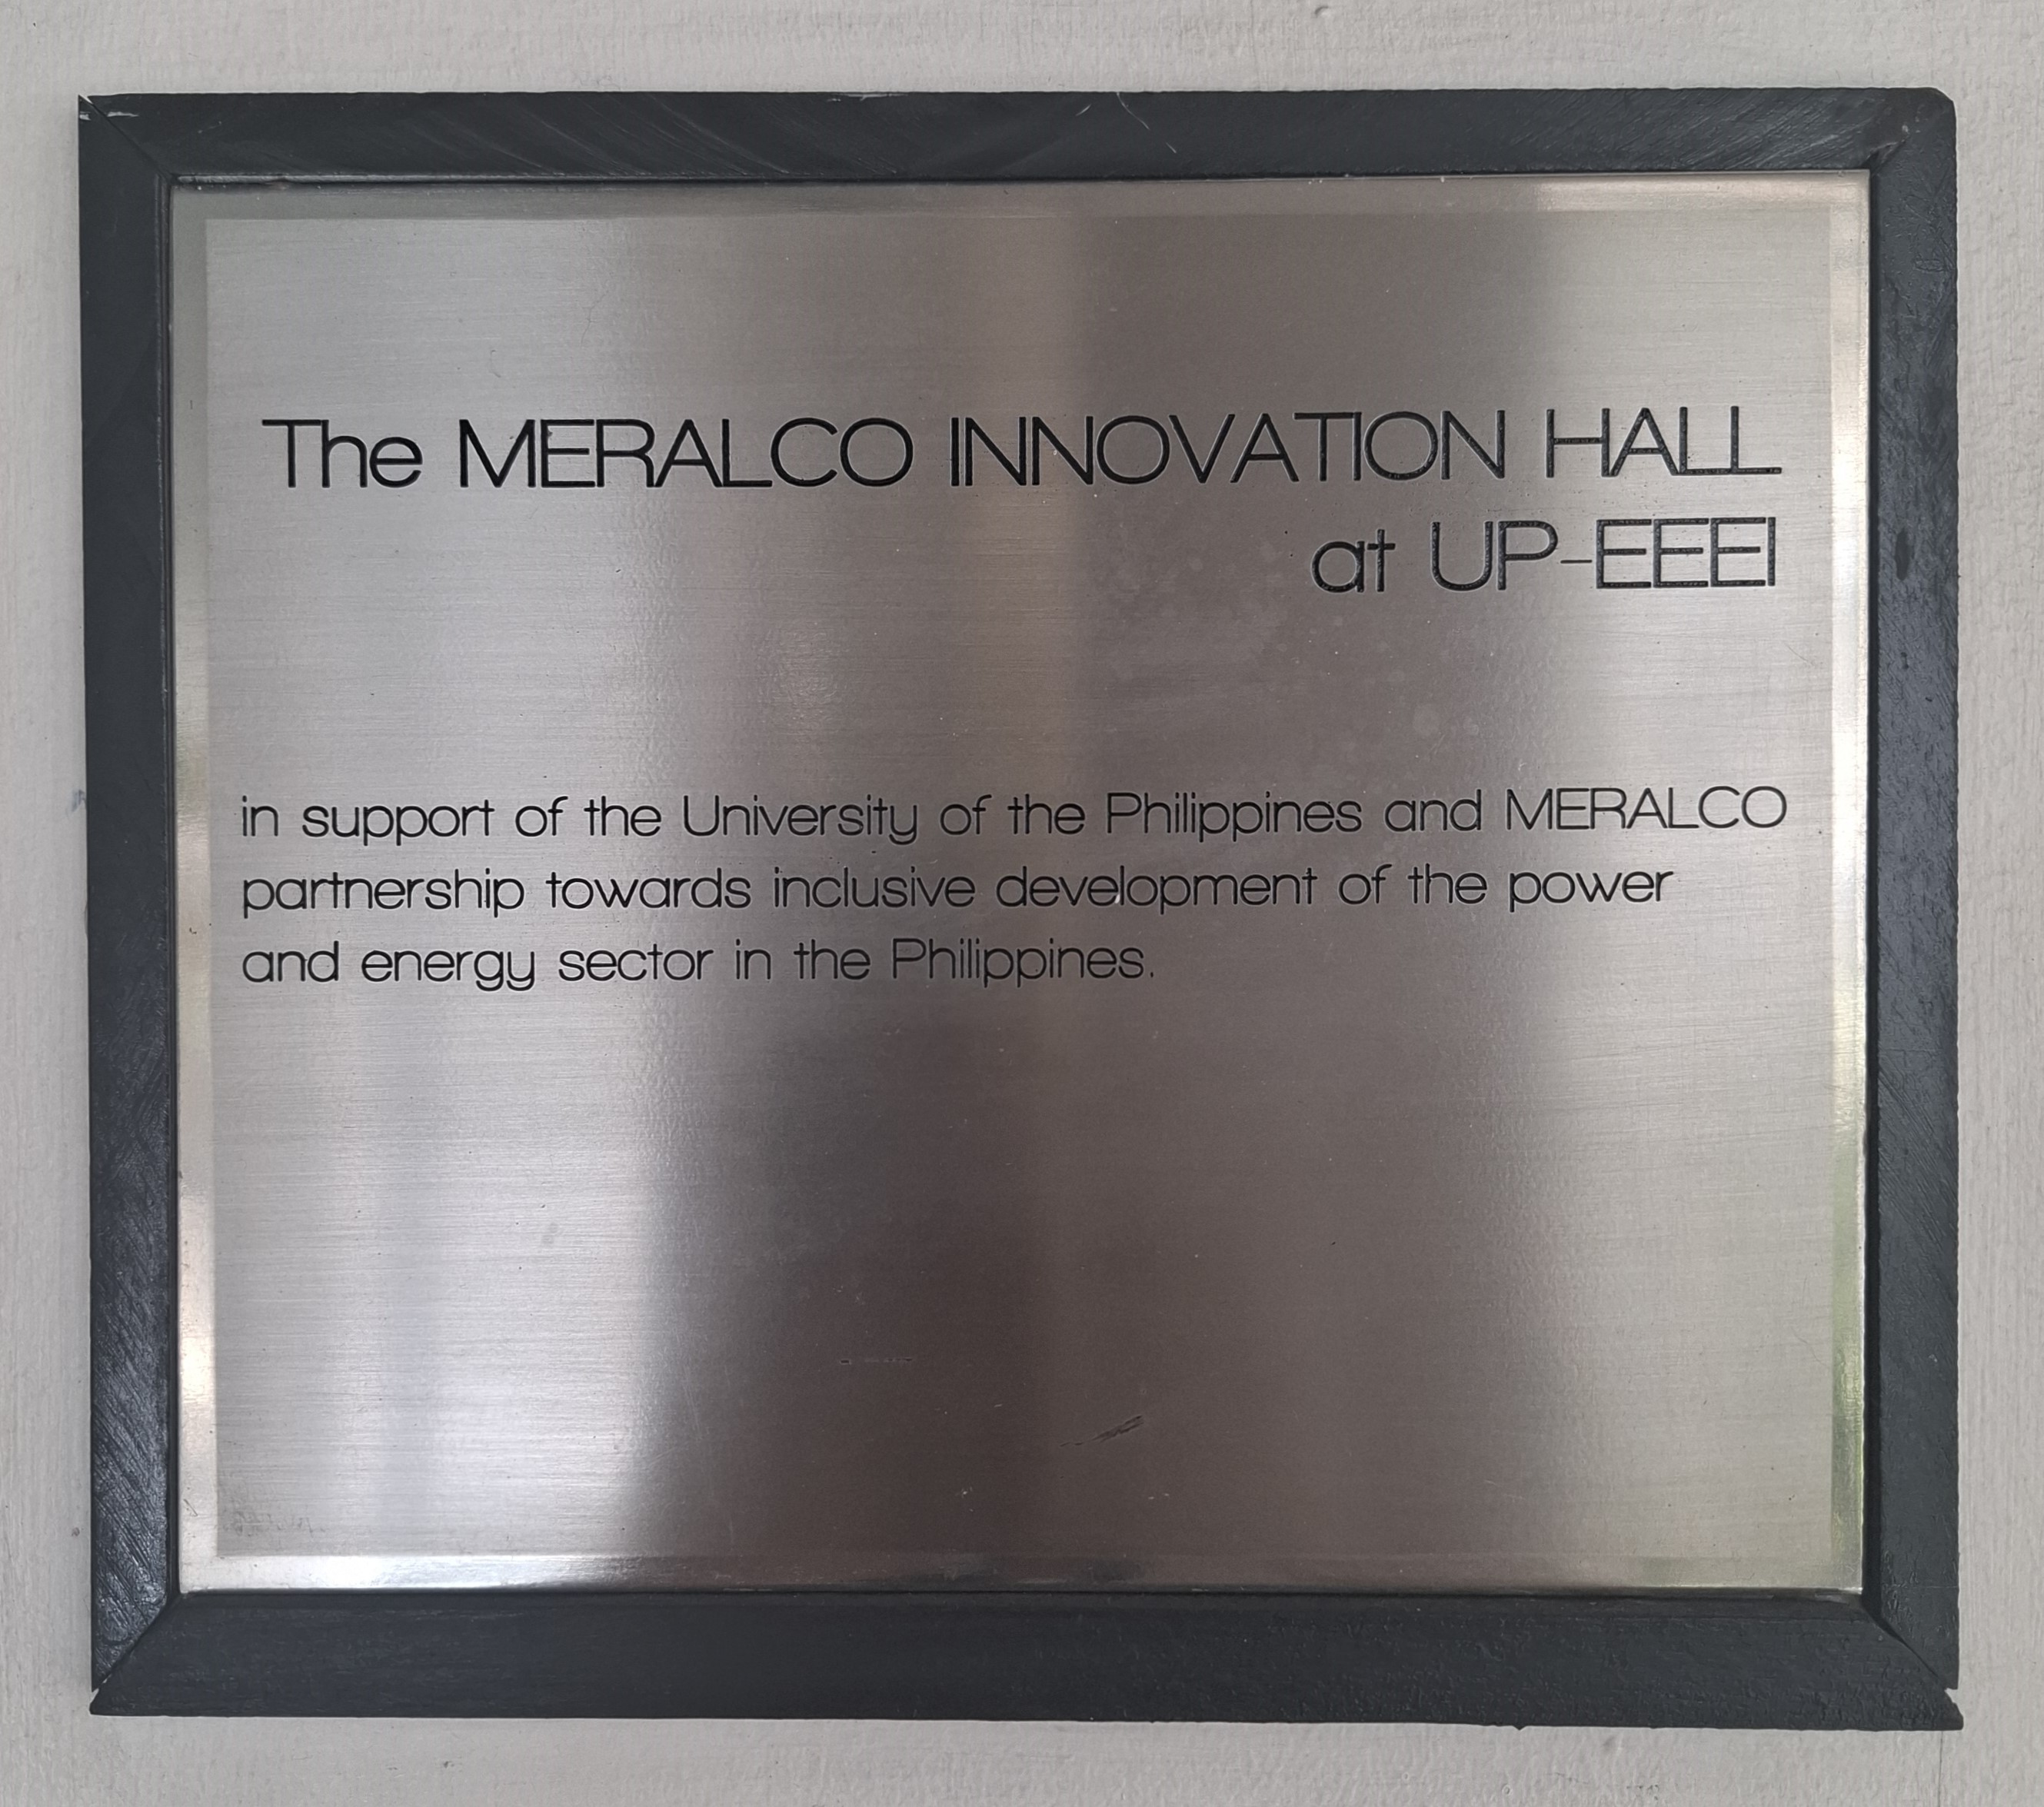 The MERALCO INNOVATION HALL
at UP-EEEI
in support of the University of the Philippines and MERALCO
partnership towards inclusive development of the power
and energy sector in the Philippines.